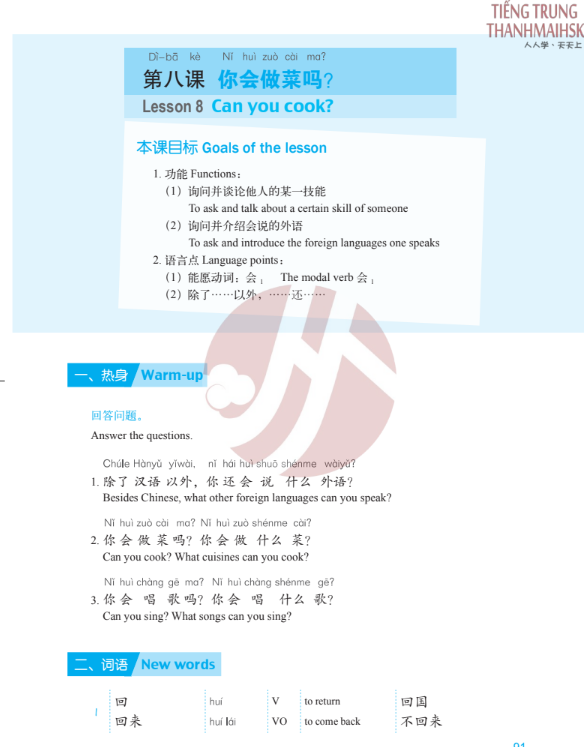 TIẾNG TRUNG
THANHMAIHSK
人人学·天天上
Dì-bā kè Nǐ huì zuò cài ma?
第八课 你会做菜吗?
Lesson 8 Can you cook?
本课目标 Goals of the lesson
1. 功能 Functions:
(1) 询问并谈论他人的某一技能
To ask and talk about a certain skill of someone
(2) 询问并介绍会说的外语
To ask and introduce the foreign languages one speaks
2. 语言点 Language points:
(1) 能愿动词:会1 The modal verb 会1
(2) 除了……以外,……还……
一、热身 Warm-up
回答问题。
Answer the questions.
Chúle Hànyǔ yǐwài, nǐ hái huì shuō shénme wàiyǔ?
1. 除了 汉语 以外, 你 还 会 说 什么 外语?
Besides Chinese, what other foreign languages can you speak?
Nǐ huì zuò cài ma? Nǐ huì zuò shénme cài?
2. 你 会 做 菜 吗? 你 会 做 什么 菜?
Can you cook? What cuisines can you cook?
Nǐ huì chàng gē ma? Nǐ huì chàng shénme gē?
3. 你 会 唱 歌 吗? 你 会 唱 什么 歌?
Can you sing? What songs can you sing?
二、词语 New words
1 回 huí V to return 回国
回来 huí lái VO to come back 不回来